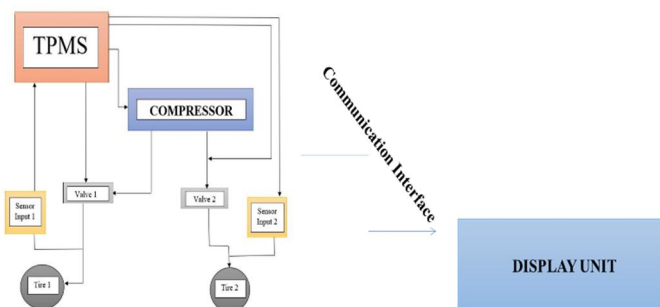 TPMS
COMPRESSOR
Communication Interface
Valve 1
Valve 2
Sensor
Input 1
Sensor
Input 2
Tire 1
Tire 2
DISPLAY UNIT